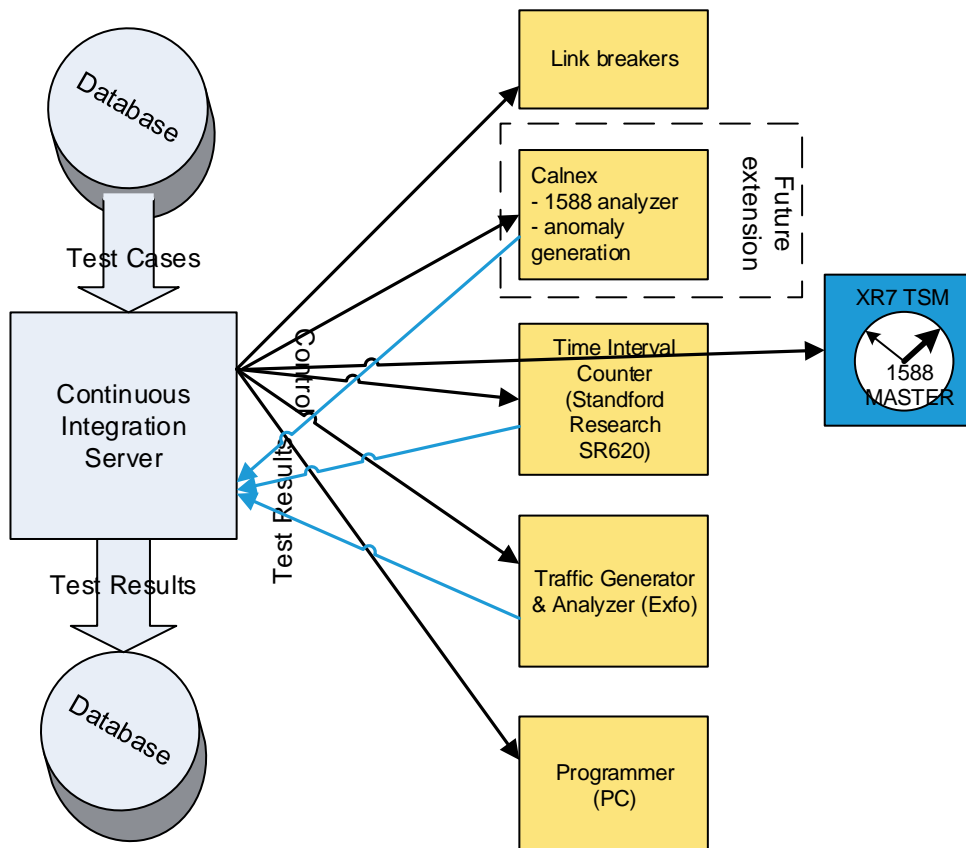 Database
Test Cases
Continuous
Integration
Server
Test Results
Database
Control
Test Results
Link breakers
Calnex
- 1588 analyzer
- anomaly
generation
Future
extension
Time Interval
Counter
(Standford
Research
SR620)
Traffic Generator
& Analyzer (Exfo)
Programmer
(PC)
XR7 TSM
1588
MASTER